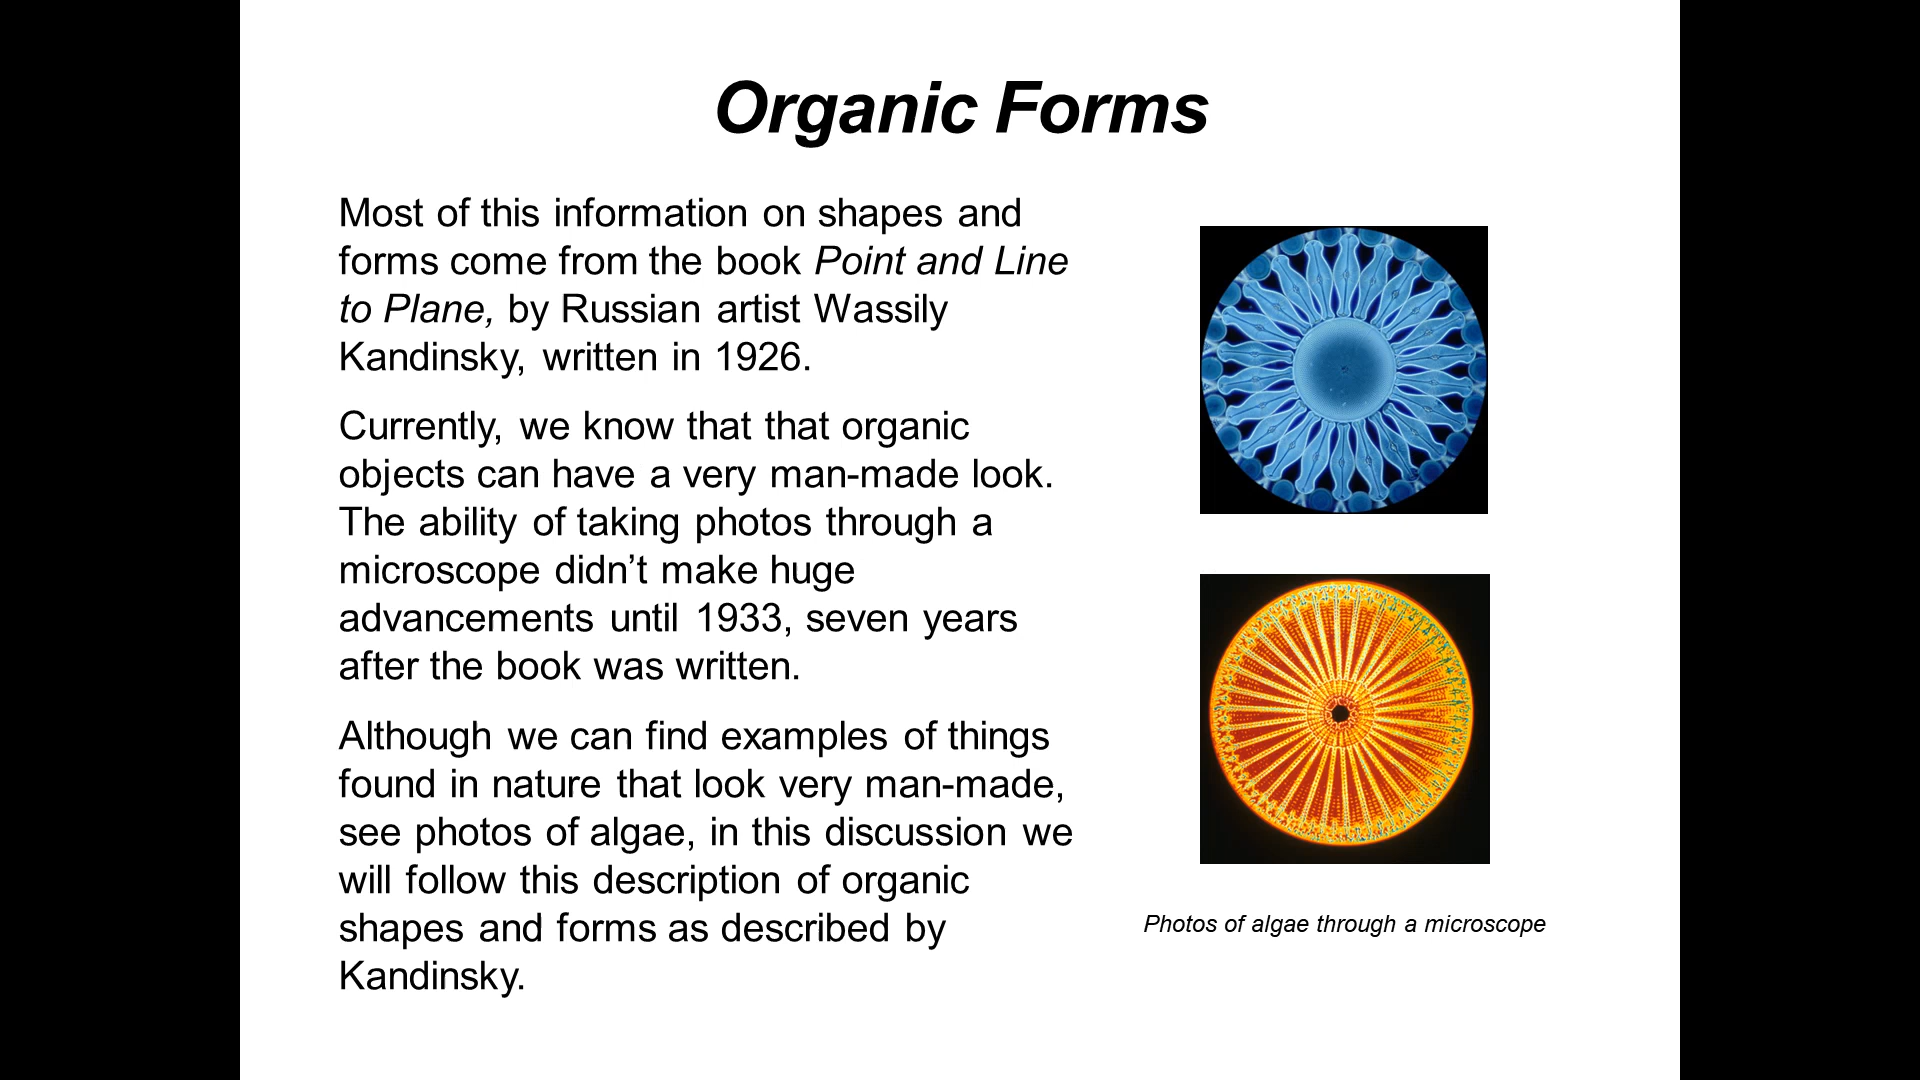 Organic Forms
Most of this information on shapes and
forms come from the book Point and Line
to Plane, by Russian artist Wassily
Kandinsky, written in 1926.
Currently, we know that that organic
objects can have a very man-made look.
The ability of taking photos through a
microscope didn’t make huge
advancements until 1933, seven years
after the book was written.
Although we can find examples of things
found in nature that look very man-made,
see photos of algae, in this discussion we
will follow this description of organic
shapes and forms as described by
Kandinsky.
Photos of algae through a microscope